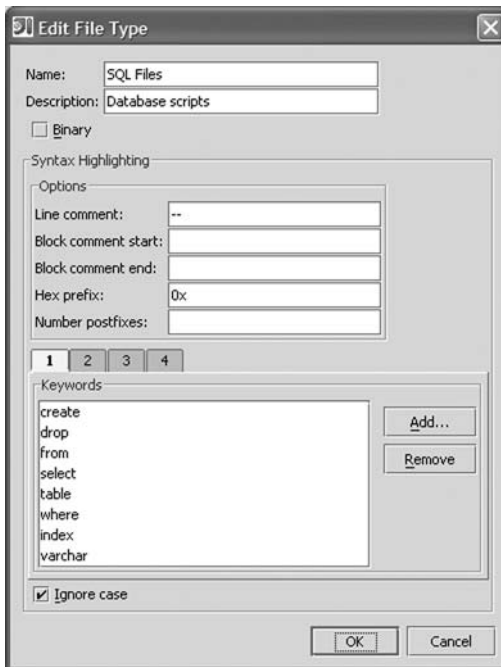 Edit File Type
Name: SQL Files
Description: Database scripts
Binary
Syntax Highlighting
Options
Line comment: --
Block comment start:
Block comment end:
Hex prefix: 0x
Number postfixes:
1 2 3 4
Keywords
create
drop
from
select
table
where
index
varchar
Add...
Remove
Ignore case
OK Cancel